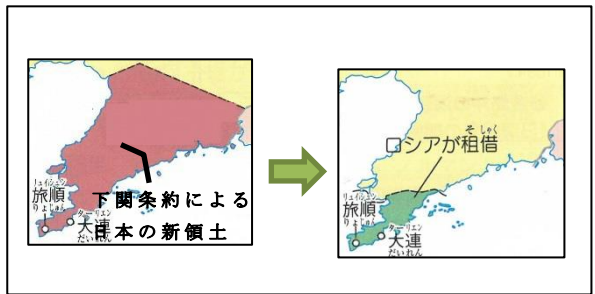 リュイシュン
旅順
りょじゅん
ターリエン
大連
だいれん
下関条約による
日本の新領土
そしゃく
ロシアが租借
リュイシュン
旅順
りょじゅん
ターリエン
大連
だいれん